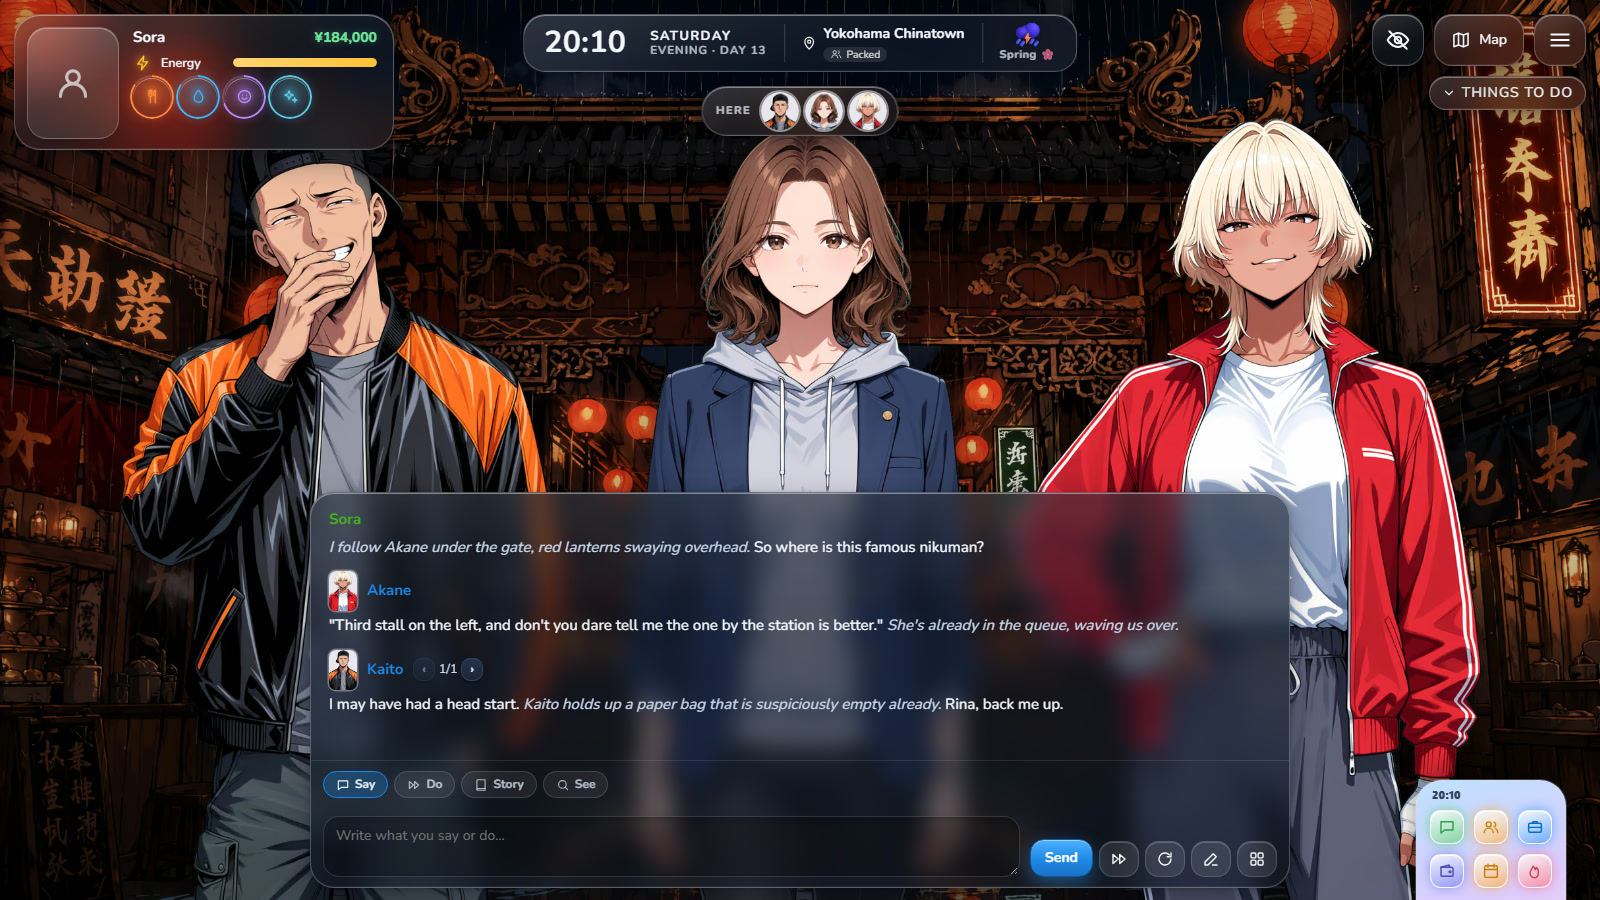 Sora
¥184,000
Energy
20:10
SATURDAY
EVENING · DAY 13
Yokohama Chinatown
Packed
Spring
Map
THINGS TO DO
HERE
Sora
I follow Akane under the gate, red lanterns swaying overhead. So where is this famous nikuman?
Akane
"Third stall on the left, and don't you dare tell me the one by the station is better." She's already in the queue, waving us over.
Kaito
‹ 1/1 ›
I may have had a head start. Kaito holds up a paper bag that is suspiciously empty already. Rina, back me up.
Say
Do
Story
See
Write what you say or do...
Send
20:10